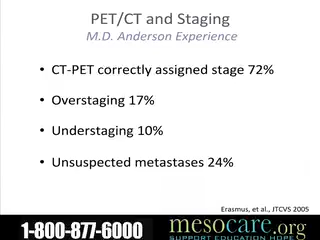 PET/CT and Staging
M.D. Anderson Experience
• CT-PET correctly assigned stage 72%
• Overstaging 17%
• Understaging 10%
• Unsuspected metastases 24%
Erasmus, et al., JTCVS 2005
1-800-877-6000
mesocare.org
SUPPORT EDUCATION HOPE